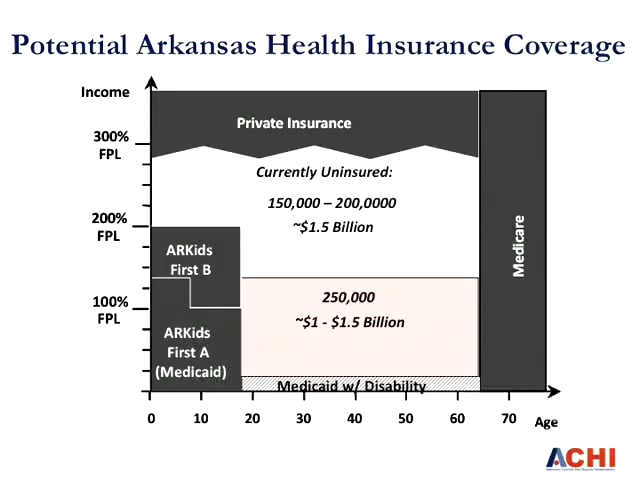 Potential Arkansas Health Insurance Coverage
Income
Private Insurance
300%
FPL
Currently Uninsured:
150,000 – 200,0000
~$1.5 Billion
200%
FPL
ARKids
First B
Medicare
100%
FPL
250,000
~$1 - $1.5 Billion
ARKids
First A
(Medicaid)
Medicaid w/ Disability
0 10 20 30 40 50 60 70 Age
ACHI